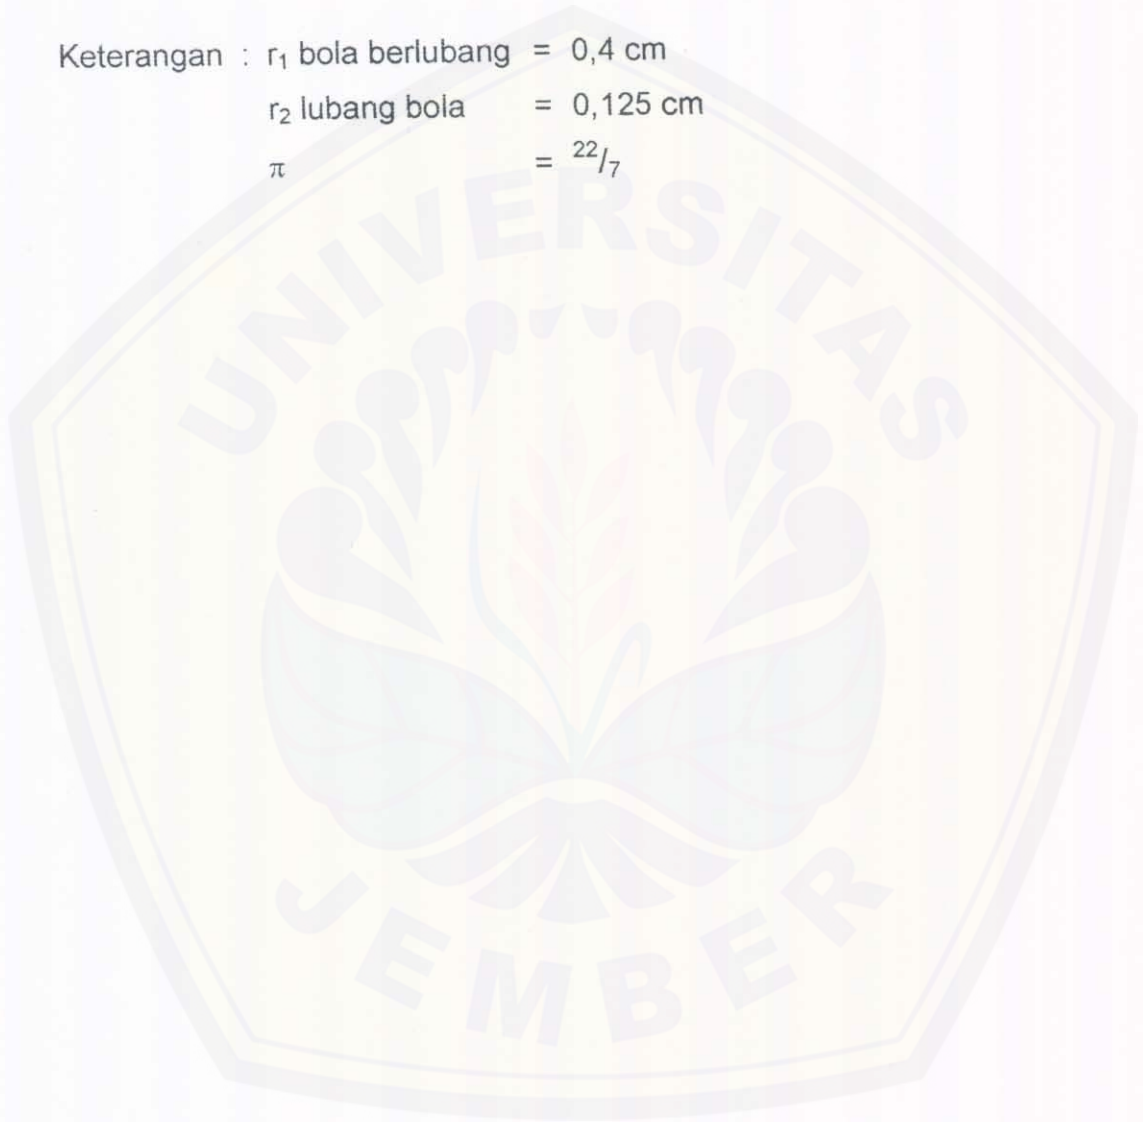 Keterangan : r₁ bola berlubang = 0,4 cm
r₂ lubang bola = 0,125 cm
π = ²²/₇
UNIVERSITAS
JEMBER